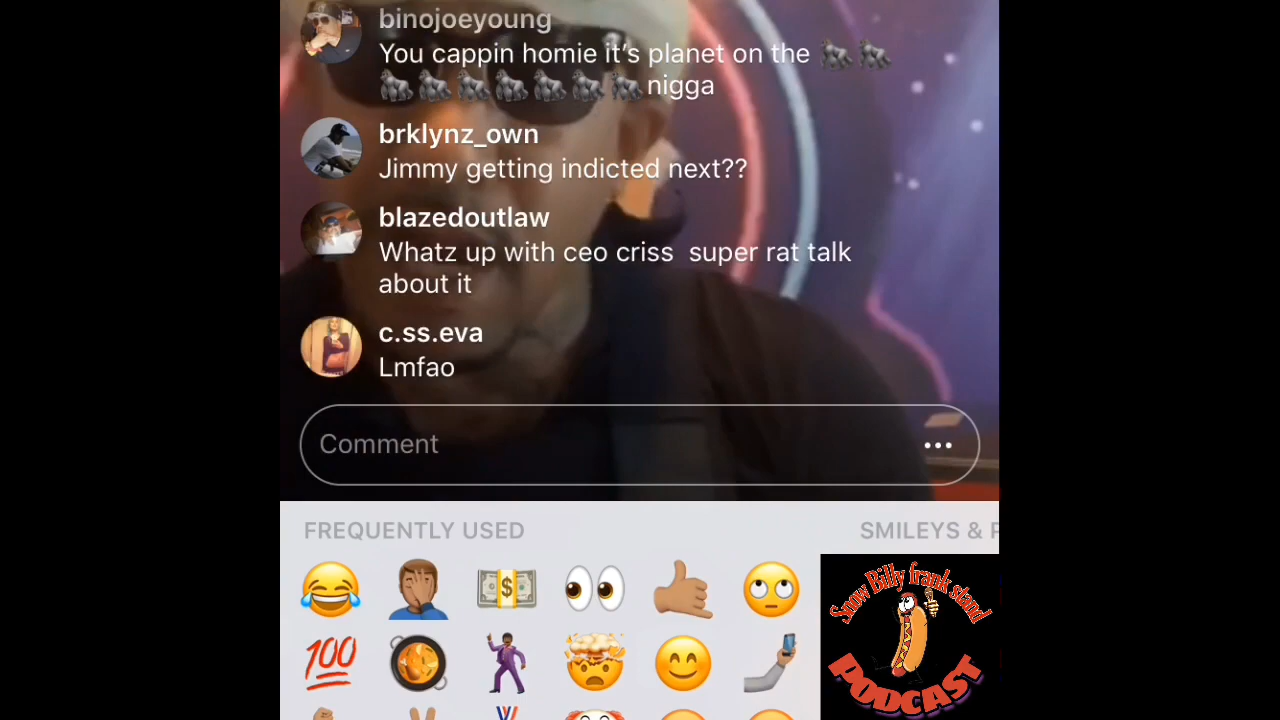 binojoeyoung
You cappin homie it’s planet on the 🦍🦍
🦍🦍🦍🦍🦍🦍🦍nigga
brklynz_own
Jimmy getting indicted next??
blazedoutlaw
Whatz up with ceo criss super rat talk
about it
c.ss.eva
Lmfao
Comment
FREQUENTLY USED
SMILEYS & P
Snow Billy frank stand
PODCAST